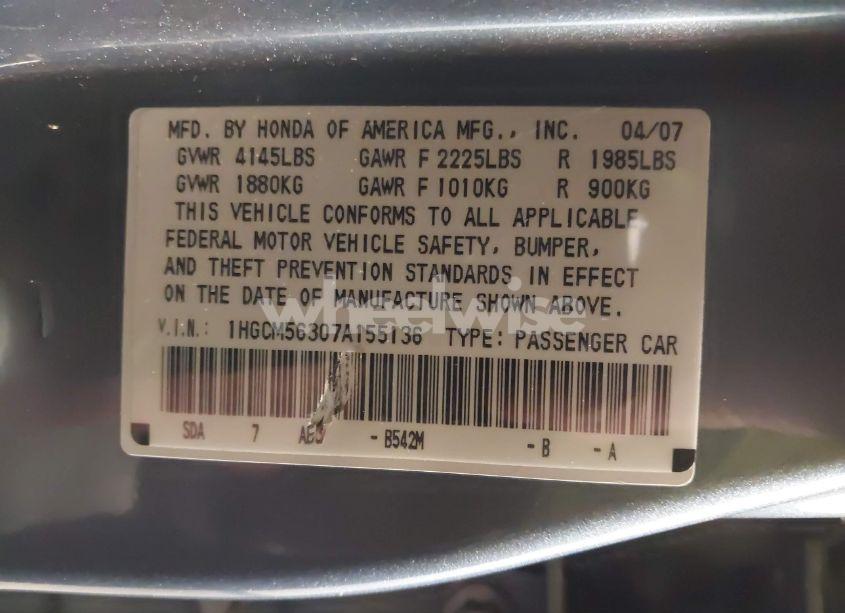 MFD. BY HONDA OF AMERICA MFG., INC. 04/07
GVWR 4145LBS GAWR F 2225LBS R 1985LBS
GVWR 1880KG GAWR F 1010KG R 900KG
THIS VEHICLE CONFORMS TO ALL APPLICABLE
FEDERAL MOTOR VEHICLE SAFETY, BUMPER,
AND THEFT PREVENTION STANDARDS IN EFFECT
ON THE DATE OF MANUFACTURE SHOWN ABOVE.
wheelwise
V.I.N.: 1HGCM56307A155136 TYPE: PASSENGER CAR
SDA 7 - B542M - B - A